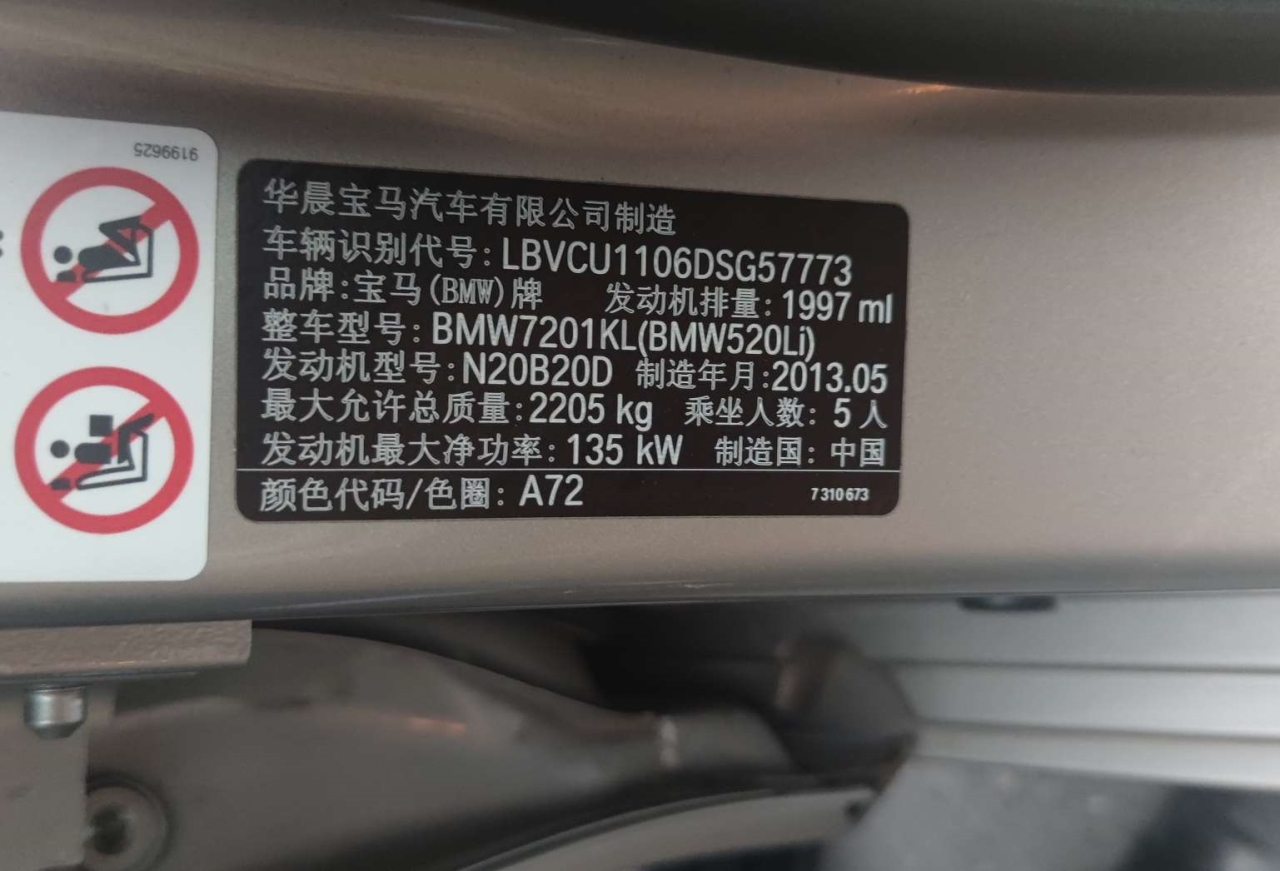 9199625
华晨宝马汽车有限公司制造
车辆识别代号：LBVCU1106DSG57773
品牌：宝马(BMW)牌 发动机排量：1997 ml
整车型号：BMW7201KL(BMW520Li)
发动机型号：N20B20D 制造年月：2013.05
最大允许总质量：2205 kg 乘坐人数：5人
发动机最大净功率：135 kW 制造国：中国
颜色代码/色圈：A72 7 310 673